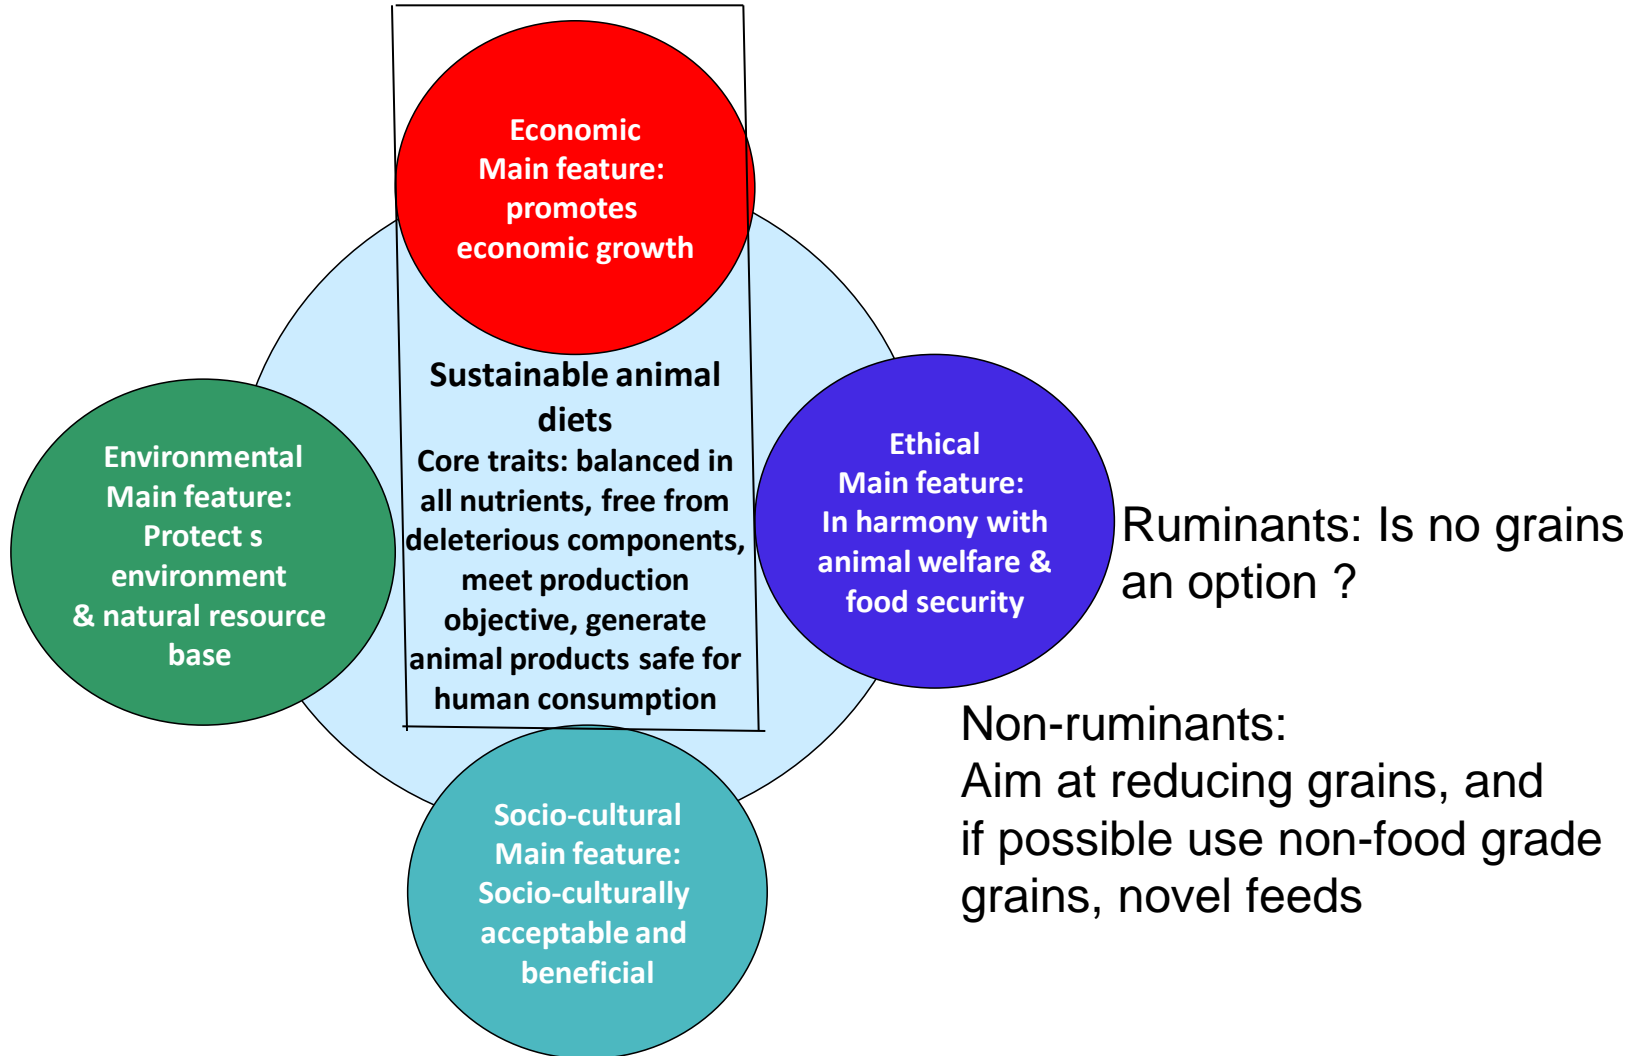 Economic
Main feature:
promotes
economic growth
Sustainable animal
diets
Core traits: balanced in
all nutrients, free from
deleterious components,
meet production
objective, generate
animal products safe for
human consumption
Environmental
Main feature:
Protect s
environment
& natural resource
base
Ethical
Main feature:
In harmony with
animal welfare &
food security
Ruminants: Is no grains
an option ?
Non-ruminants:
Aim at reducing grains, and
if possible use non-food grade
grains, novel feeds
Socio-cultural
Main feature:
Socio-culturally
acceptable and
beneficial